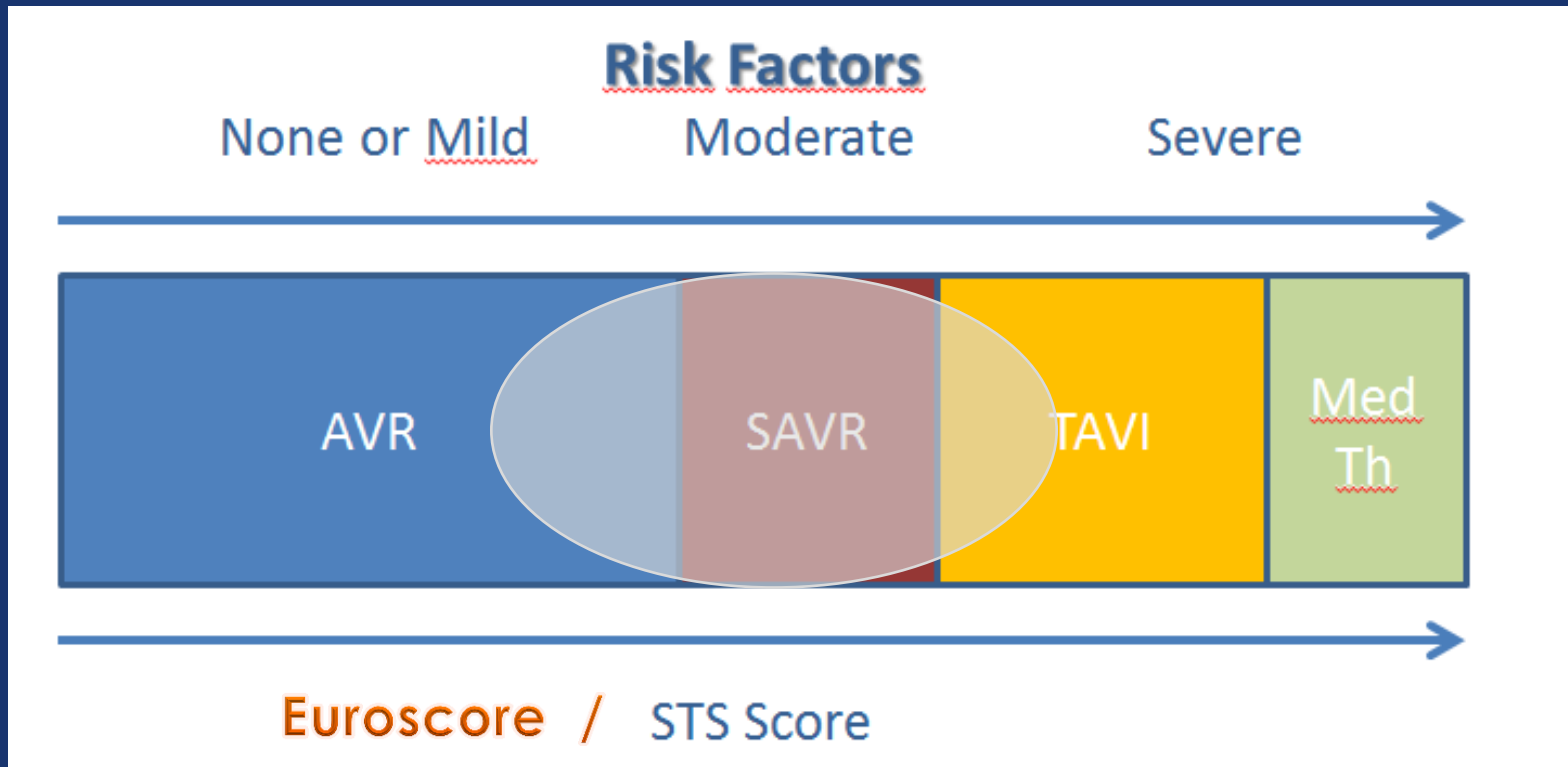 Risk Factors
None or Mild Moderate Severe
AVR SAVR TAVI Med
Th
Euroscore / STS Score